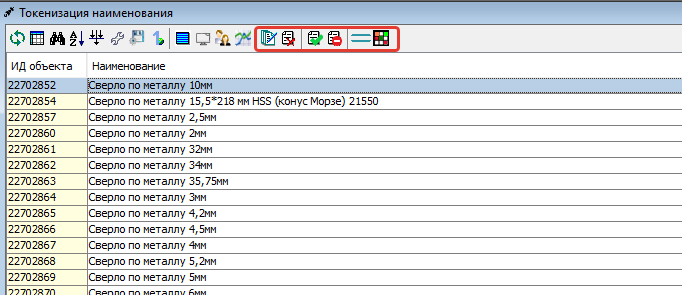 Токенизация наименования
ИД объекта Наименование
22702852 Сверло по металлу 10мм
22702854 Сверло по металлу 15,5*218 мм HSS (конус Морзе) 21550
22702857 Сверло по металлу 2,5мм
22702860 Сверло по металлу 2мм
22702861 Сверло по металлу 32мм
22702862 Сверло по металлу 34мм
22702863 Сверло по металлу 35,75мм
22702864 Сверло по металлу 3мм
22702865 Сверло по металлу 4,2мм
22702866 Сверло по металлу 4,5мм
22702867 Сверло по металлу 4мм
22702868 Сверло по металлу 5,2мм
22702869 Сверло по металлу 5мм
22702870 Сверло по металлу 6мм